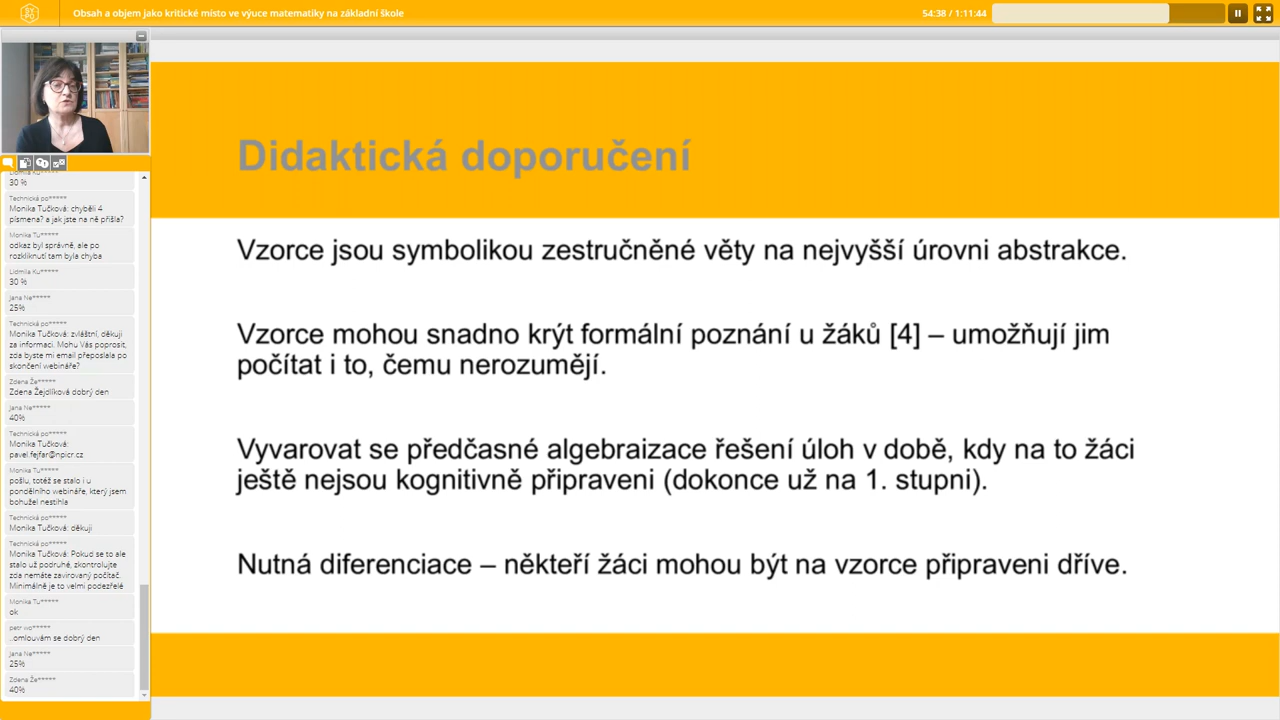 SY
PO
Obsah a objem jako kritické místo ve výuce matematiky na základní škole
54:38 / 1:11:44
30 %
Technická po*****
Monika Tučková: chyběli 4
písmena? a jak jste na ně přišla?
Monika Tu*****
odkaz byl správně, ale po
rozkliknutí tam byla chyba
Lidmila Ku*****
30 %
Jana Ne*****
25%
Technická po*****
Monika Tučková: zvláštní, děkuji
za informaci. Mohu Vás poprosit,
zda byste mi email přeposlala po
skončení webináře?
Zdena Že*****
Zdena Žejdlíková dobrý den
Jana Ne*****
40%
Technická po*****
Monika Tučková:
pavel.fejfar@npicr.cz
Monika Tu*****
pošlu, totéž se stalo i u
pondělního webináře, který jsem
bohužel nestihla
Technická po*****
Monika Tučková: děkuji
Technická po*****
Monika Tučková: Pokud se to ale
stalo už podruhé, zkontrolujte
zda nemáte zavirovaný počítač.
Minimálně je to velmi podezřelé
Monika Tu*****
ok
petr wo*****
..omlouvám se dobrý den
Jana Ne*****
25%
Zdena Že*****
40%
Didaktická doporučení
Vzorce jsou symbolikou zestručněné věty na nejvyšší úrovni abstrakce.
Vzorce mohou snadno krýt formální poznání u žáků [4] – umožňují jim
počítat i to, čemu nerozumějí.
Vyvarovat se předčasné algebraizace řešení úloh v době, kdy na to žáci
ještě nejsou kognitivně připraveni (dokonce už na 1. stupni).
Nutná diferenciace – někteří žáci mohou být na vzorce připraveni dříve.